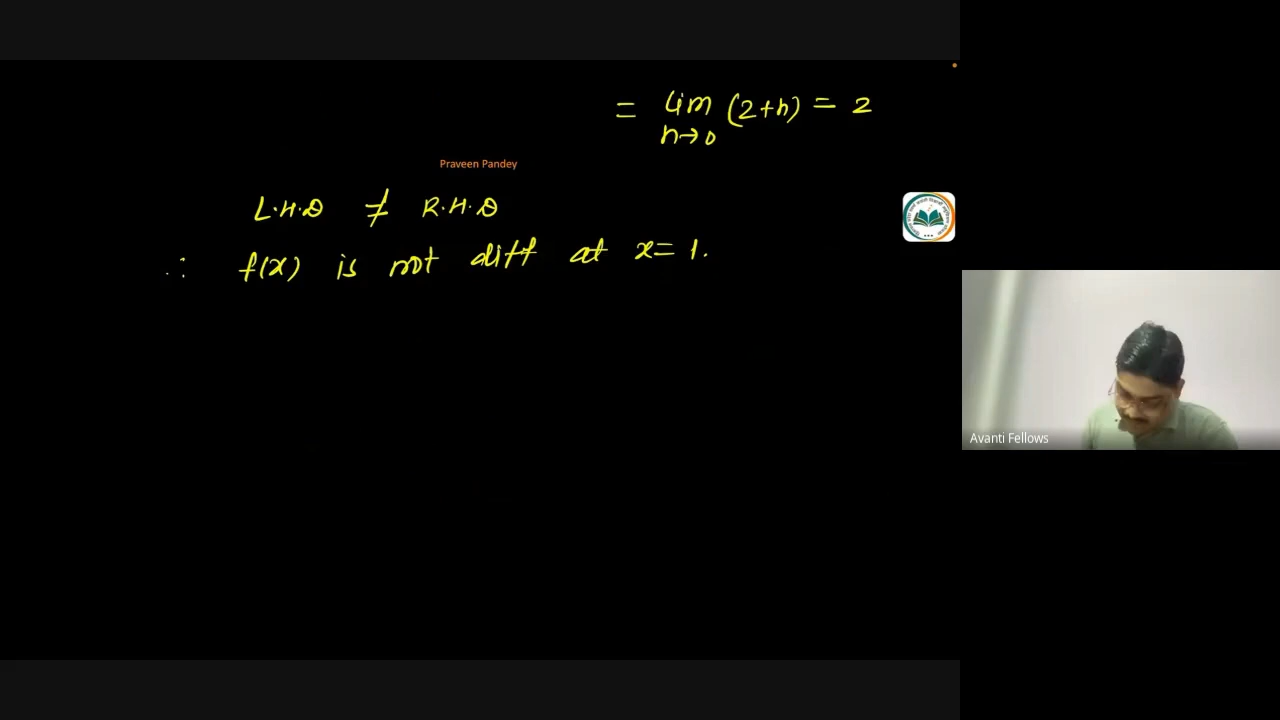 = lim (2+h) = 2
h→0
Praveen Pandey
L.H.D ≠ R.H.D
∴ f(x) is not diff at x=1.
Avanti Fellows